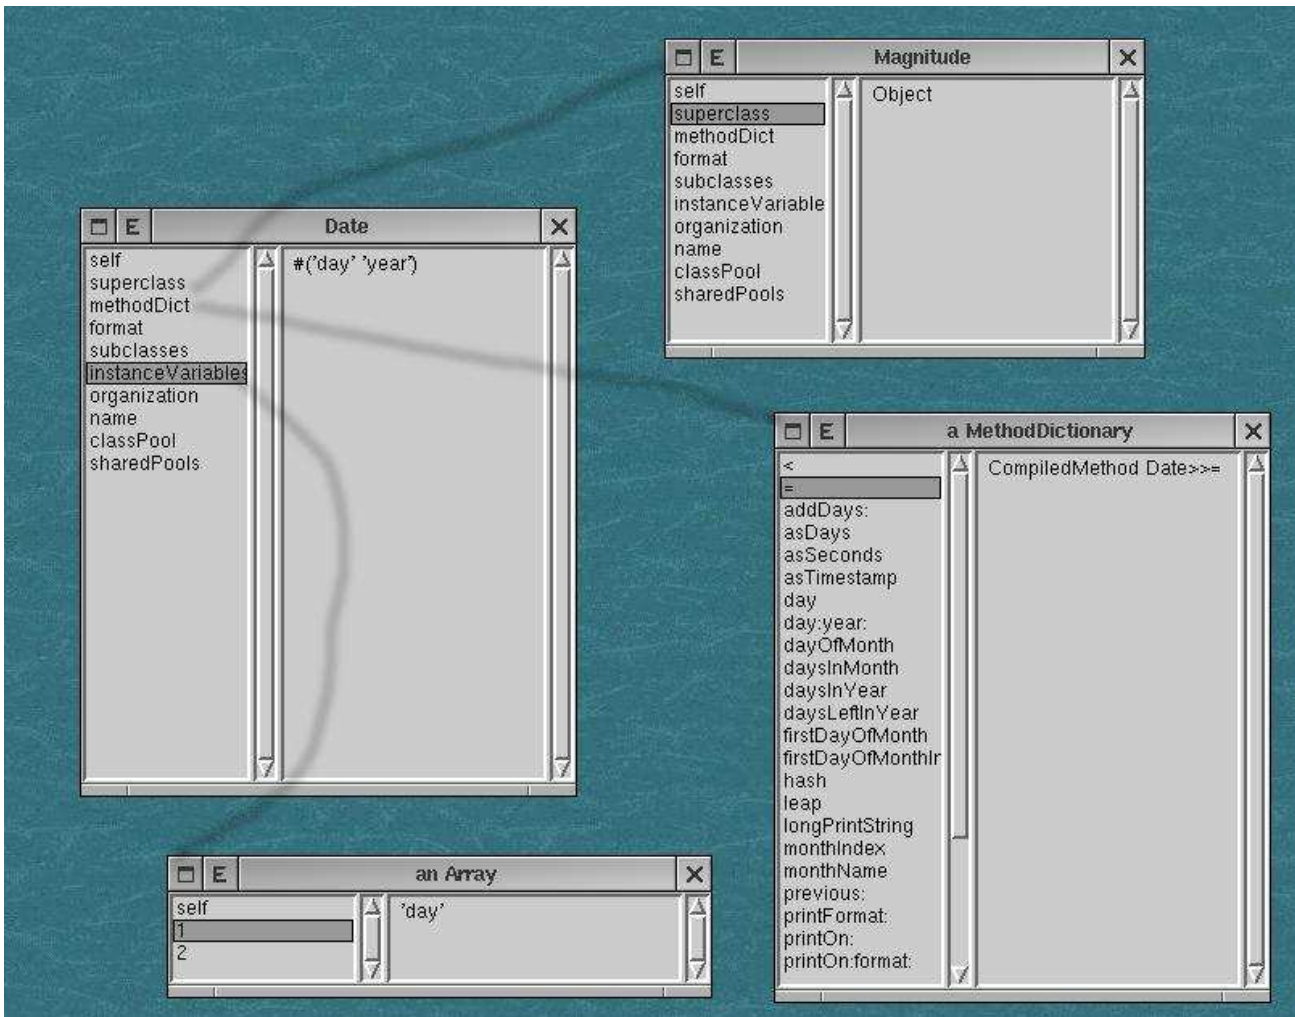 E Magnitude
self
superclass
methodDict
format
subclasses
instanceVariable
organization
name
classPool
sharedPools
Object
E Date
self
superclass
methodDict
format
subclasses
instanceVariables
organization
name
classPool
sharedPools
#('day' 'year')
E a MethodDictionary
<
=
addDays:
asDays
asSeconds
asTimestamp
day
day:year:
dayOfMonth
daysInMonth
daysInYear
daysLeftInYear
firstDayOfMonth
firstDayOfMonthIr
hash
leap
longPrintString
monthIndex
monthName
previous:
printFormat:
printOn:
printOn:format:
CompiledMethod Date>>=
E an Array
self
1
2
'day'